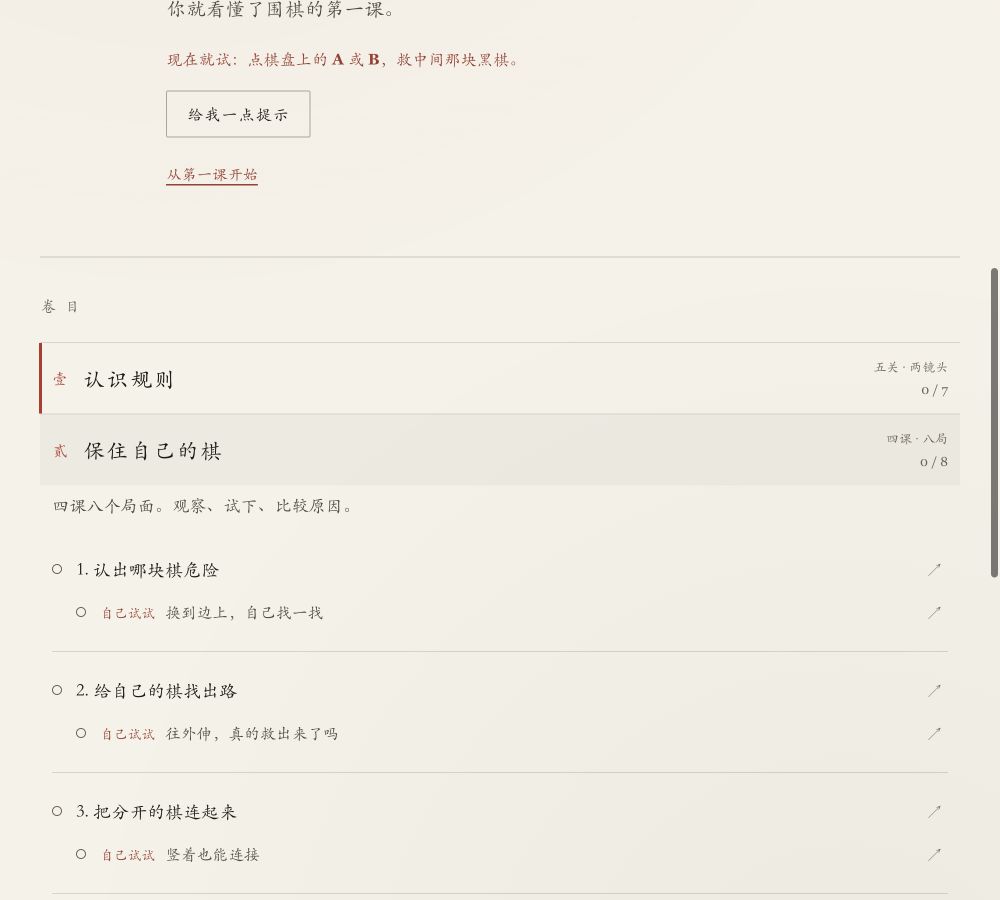 你就看懂了围棋的第一课。
现在就试：点棋盘上的 A 或 B，救中间那块黑棋。
给我一点提示
从第一课开始
卷 目
壹 认识规则 五关 · 两镜头
0 / 7
贰 保住自己的棋 四课 · 八局
0 / 8
四课八个局面。观察、试下、比较原因。
1. 认出哪块棋危险 ↗
自己试试 换到边上，自己找一找 ↗
2. 给自己的棋找出路 ↗
自己试试 往外伸，真的救出来了吗 ↗
3. 把分开的棋连起来 ↗
自己试试 竖着也能连接 ↗